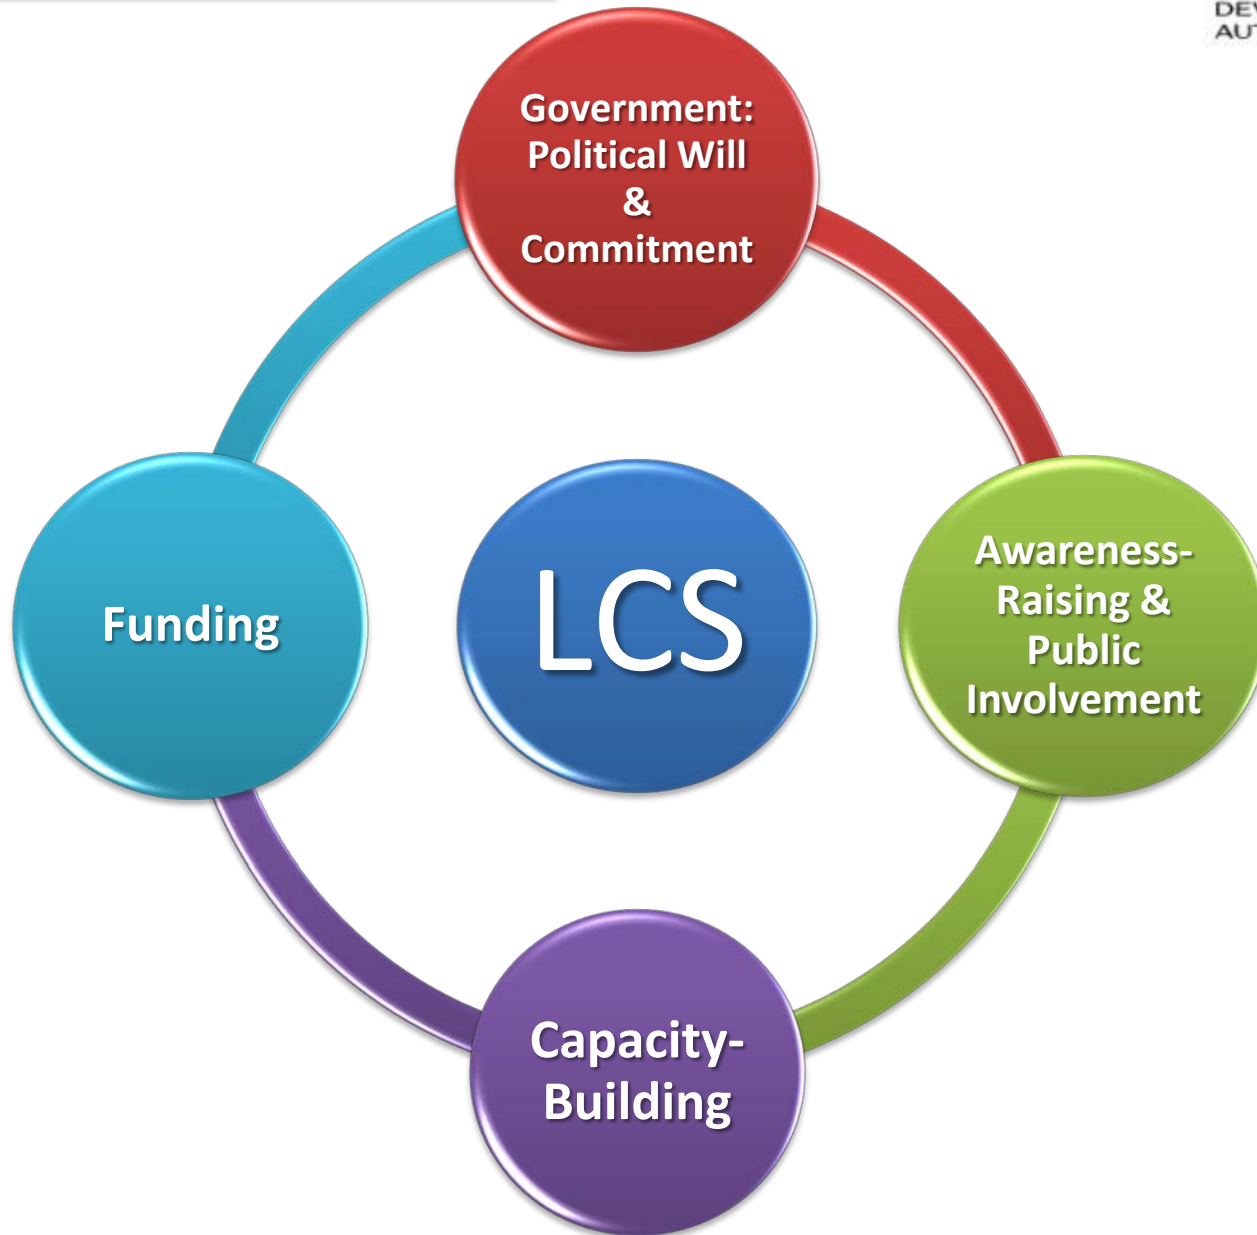 Government:
Political Will
&
Commitment
Funding
LCS
Awareness-
Raising &
Public
Involvement
Capacity-
Building